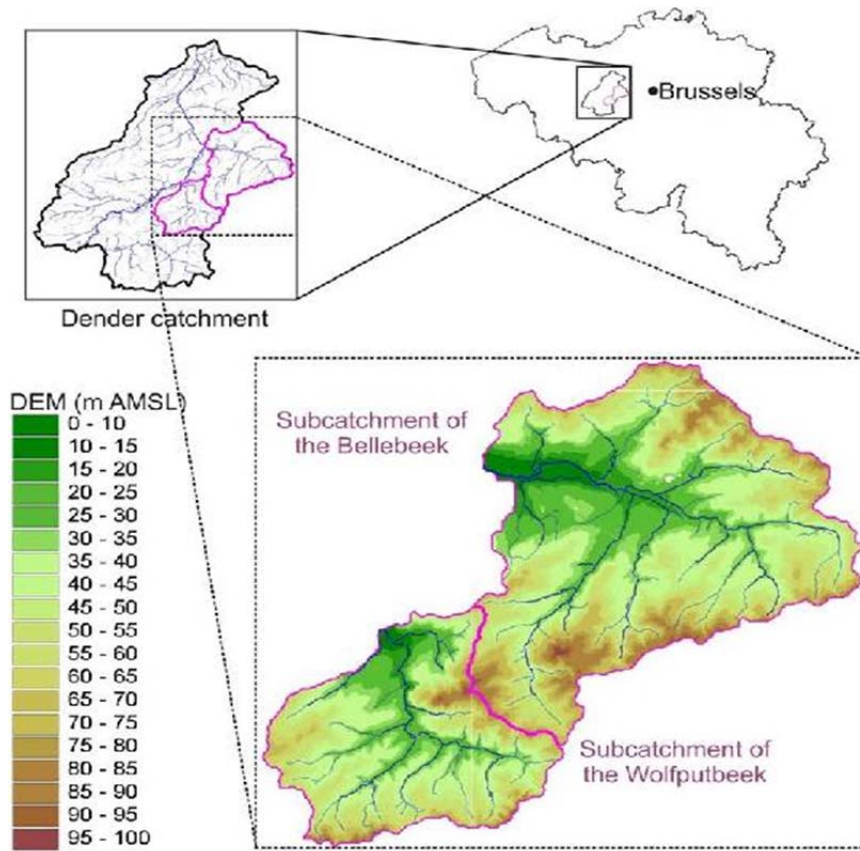 Brussels
Dender catchment
DEM (m AMSL)
0 - 10
10 - 15
15 - 20
20 - 25
25 - 30
30 - 35
35 - 40
40 - 45
45 - 50
50 - 55
55 - 60
60 - 65
65 - 70
70 - 75
75 - 80
80 - 85
85 - 90
90 - 95
95 - 100
Subcatchment of
the Bellebeek
Subcatchment of
the Wolfputbeek